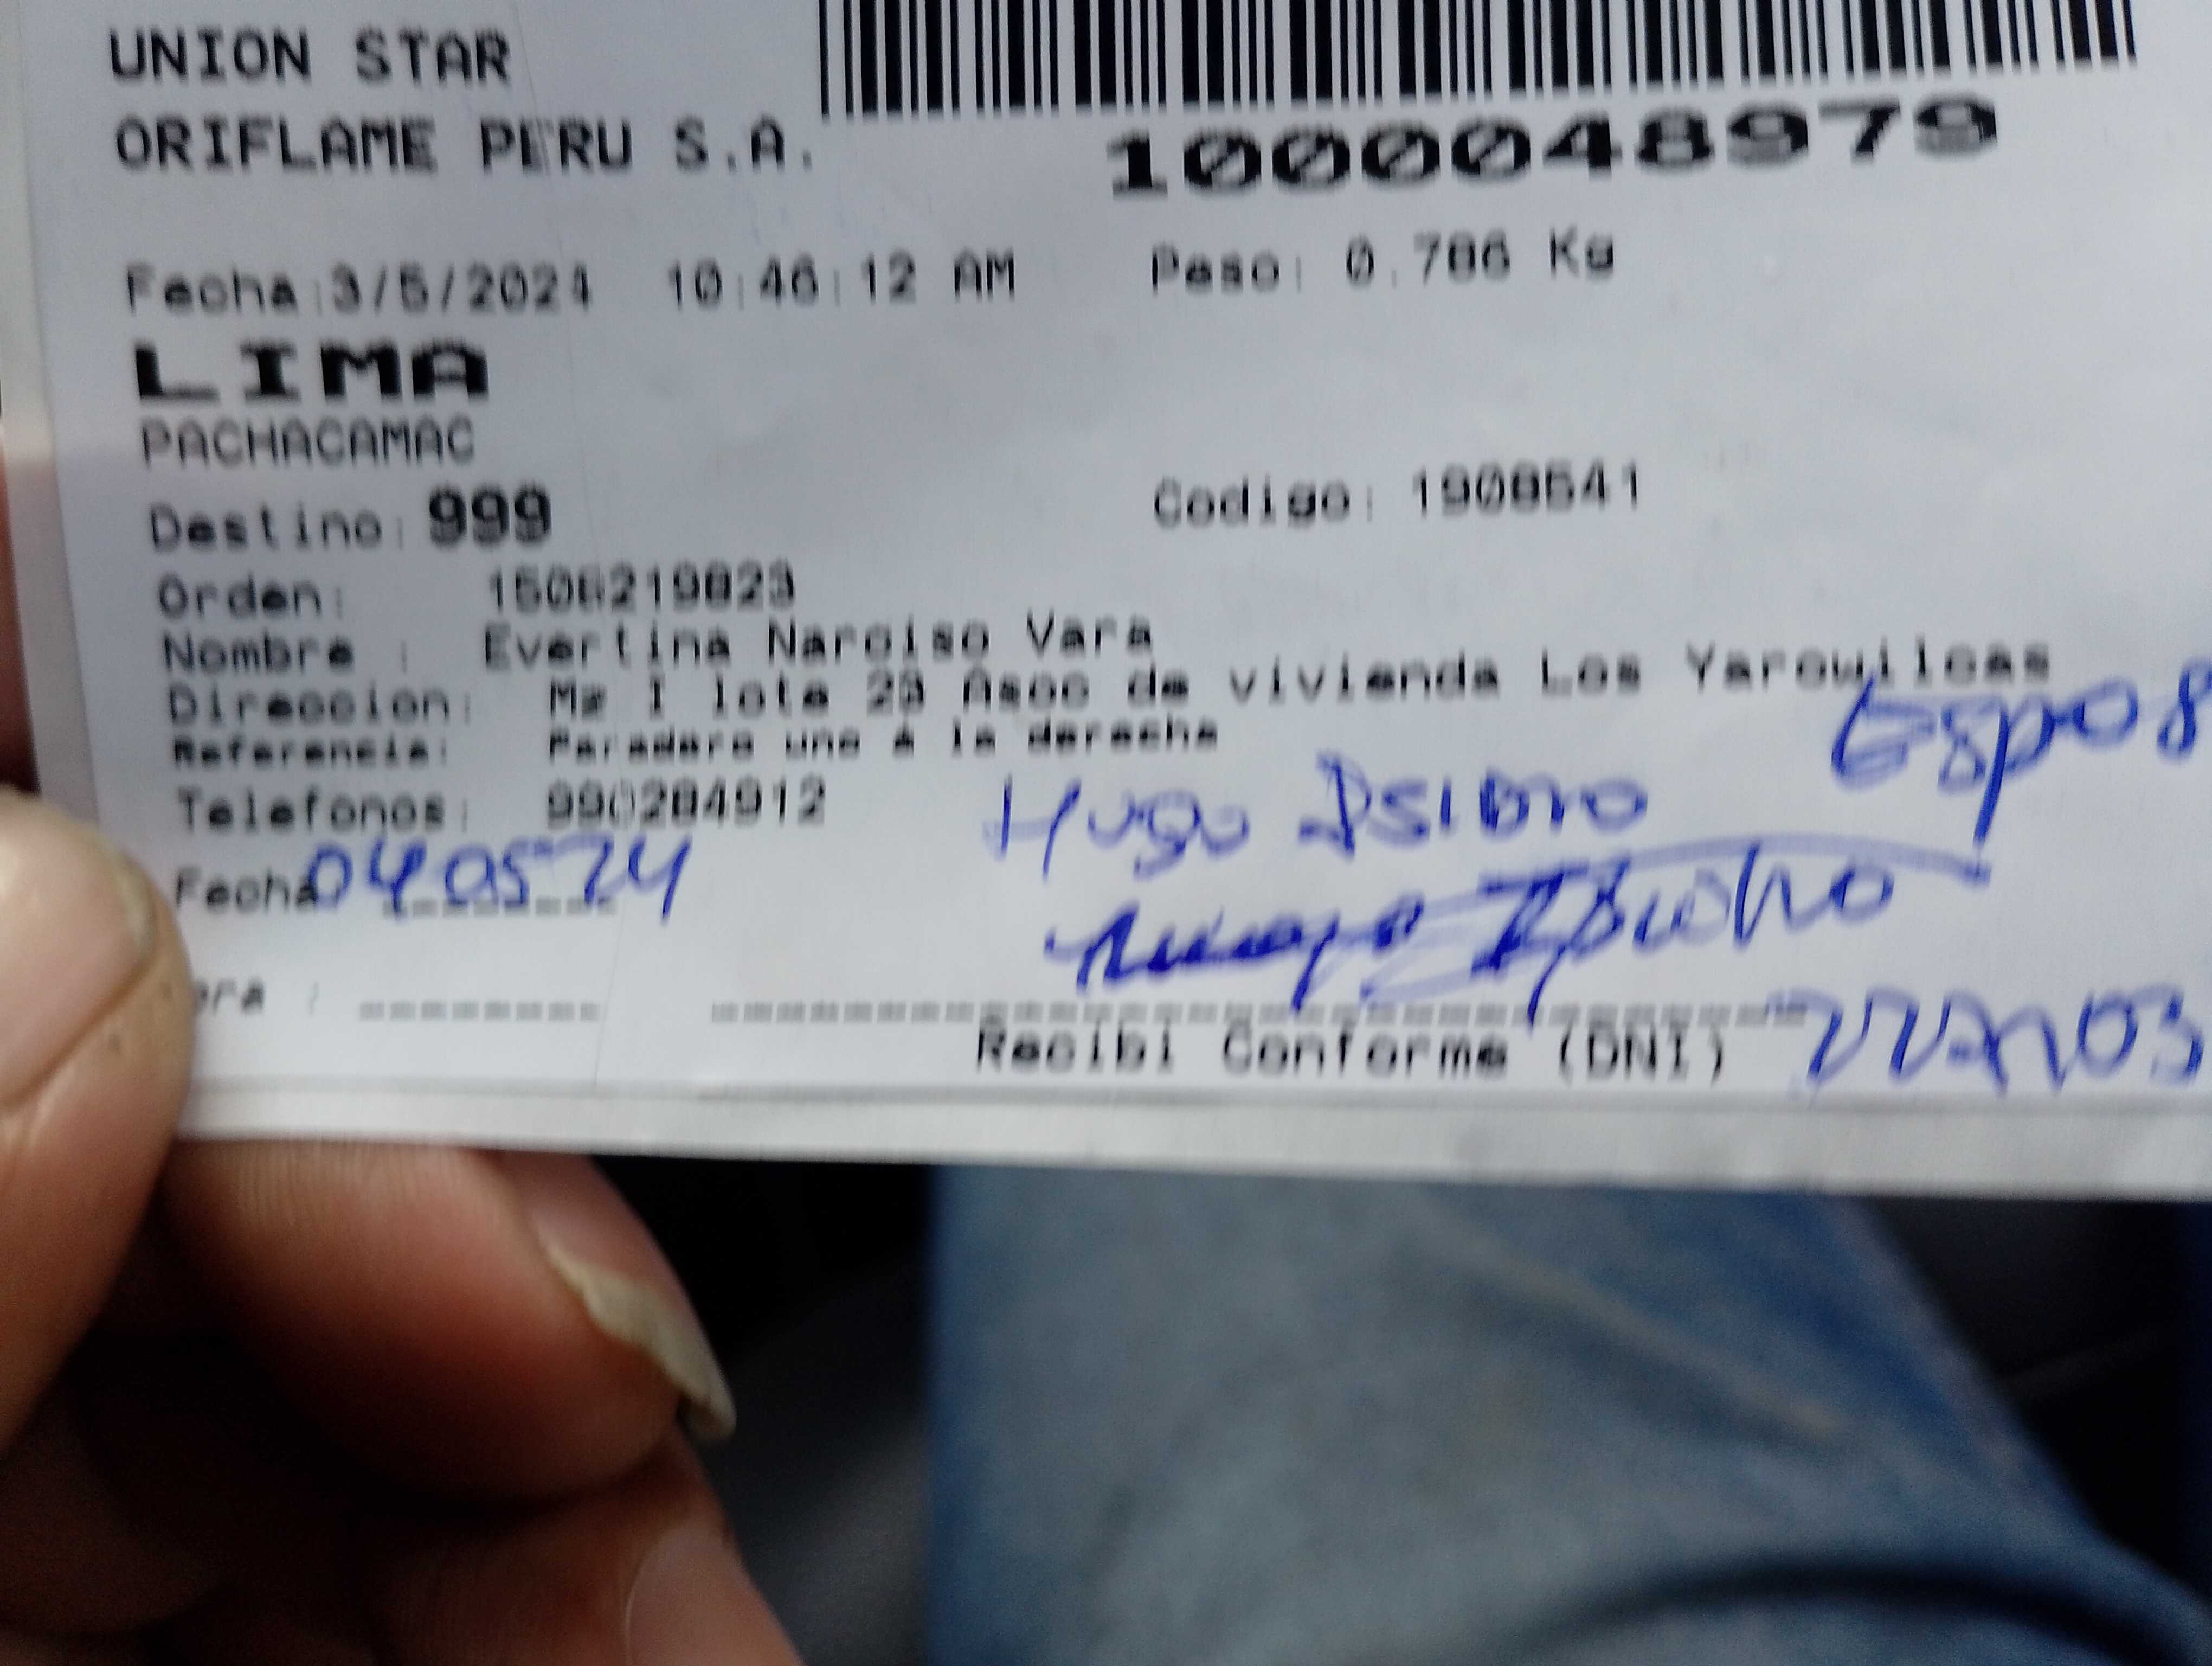 UNION STAR
ORIFLAME PERU S.A.
1000048979
Fecha:3/5/2024 10:46:12 AM Peso: 0.786 Kg
LIMA
PACHACAMAC
Destino: 999 Codigo: 1908541
Orden: 1506219823
Nombre : Evertina Narciso Vara
Direccion: Mz I lote 23 Asoc de vivienda Los Yarowilcas
Referencia: Paradero uno a la derecha
Telefonos: 990284912
Hugo Isidro
Fecha 04 05 24
ora :
Recibi Conforme (DNI)